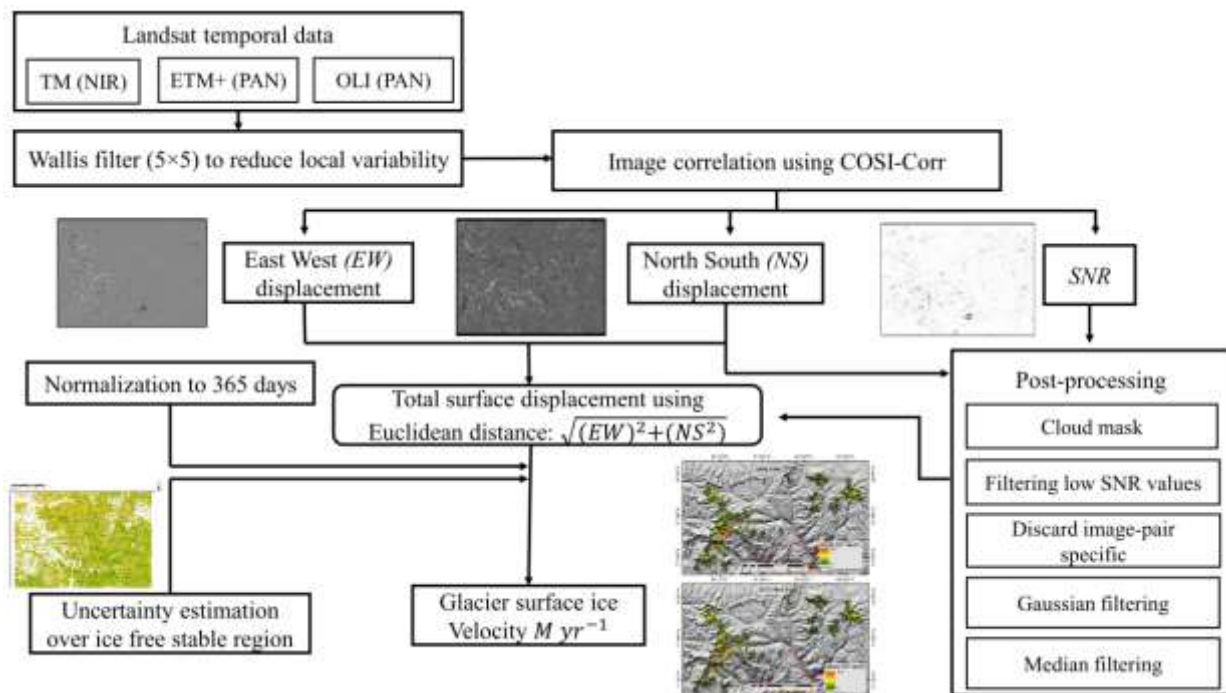 Landsat temporal data
TM (NIR)
ETM+ (PAN)
OLI (PAN)
Wallis filter (5×5) to reduce local variability
Image correlation using COSI-Corr
East West (EW)
displacement
North South (NS)
displacement
SNR
Normalization to 365 days
Total surface displacement using
Euclidean distance: √(EW)²+(NS²)
Post-processing
Cloud mask
Filtering low SNR values
Discard image-pair
specific
Gaussian filtering
Median filtering
Uncertainty estimation
over ice free stable region
Glacier surface ice
Velocity M yr⁻¹